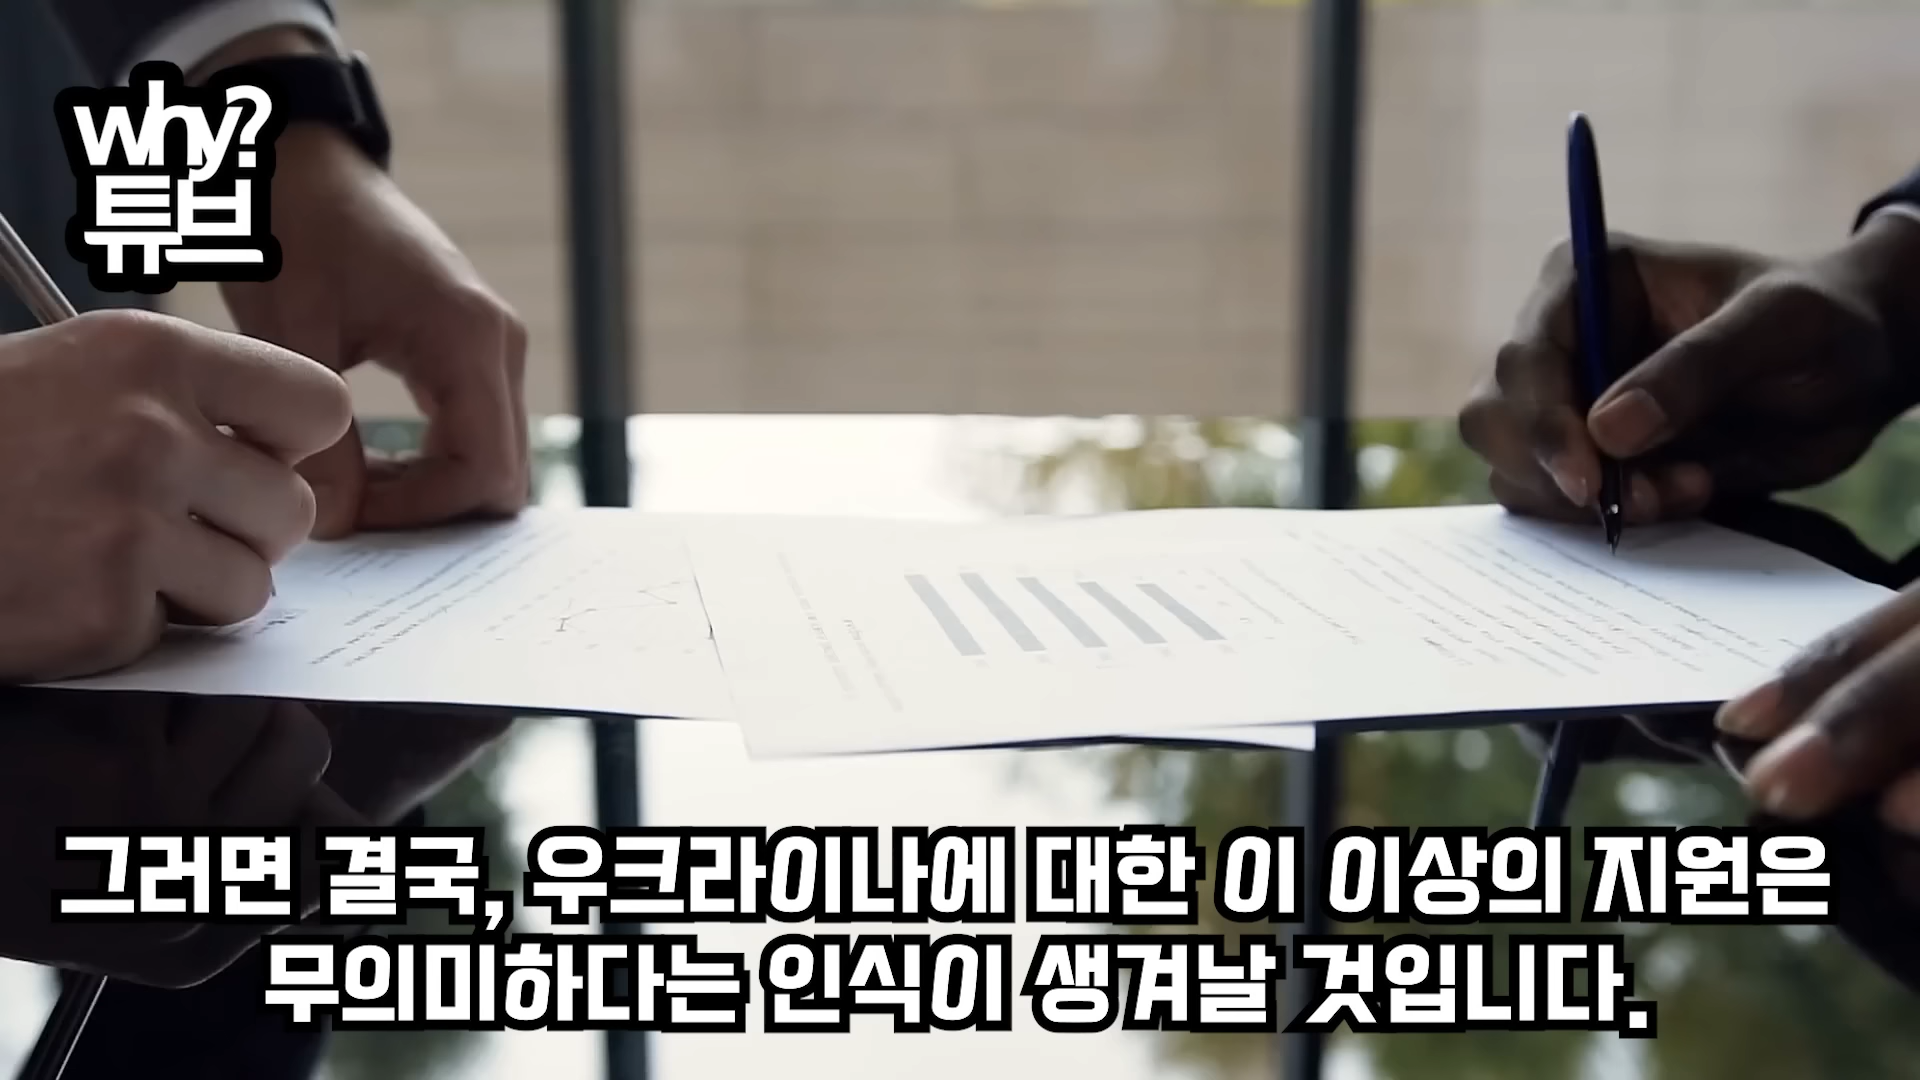 why?
튜브
그러면 결국, 우크라이나에 대한 이 이상의 지원은
무의미하다는 인식이 생겨날 것입니다.